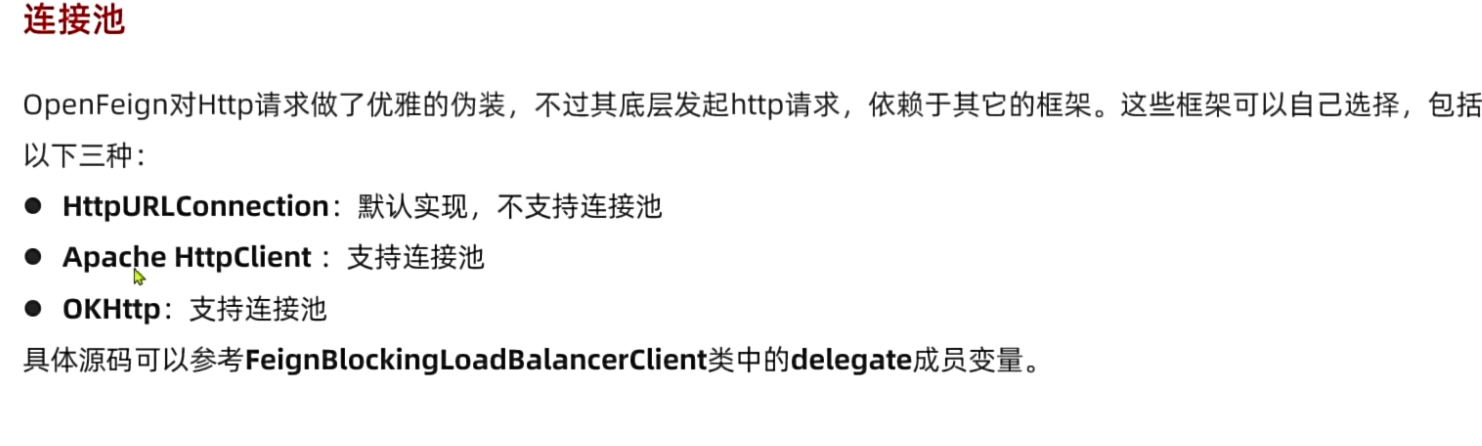 连接池
OpenFeign对Http请求做了优雅的伪装，不过其底层发起http请求，依赖于其它的框架。这些框架可以自己选择，包括
以下三种：
● HttpURLConnection：默认实现，不支持连接池
● Apache HttpClient ：支持连接池
● OKHttp：支持连接池
具体源码可以参考FeignBlockingLoadBalancerClient类中的delegate成员变量。